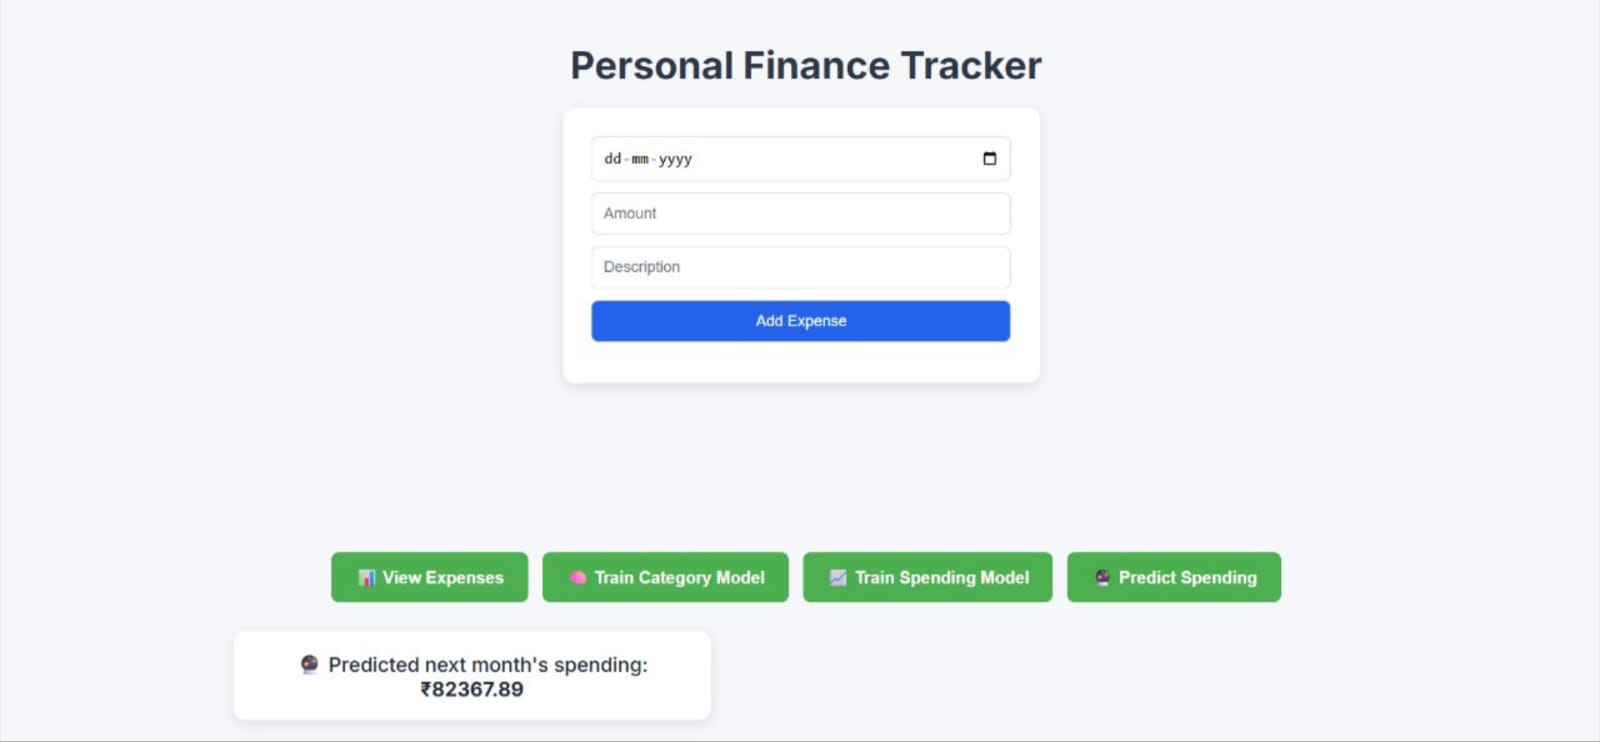 Personal Finance Tracker
dd-mm-yyyy
Amount
Description
Add Expense
View Expenses
Train Category Model
Train Spending Model
Predict Spending
Predicted next month's spending:
₹82367.89